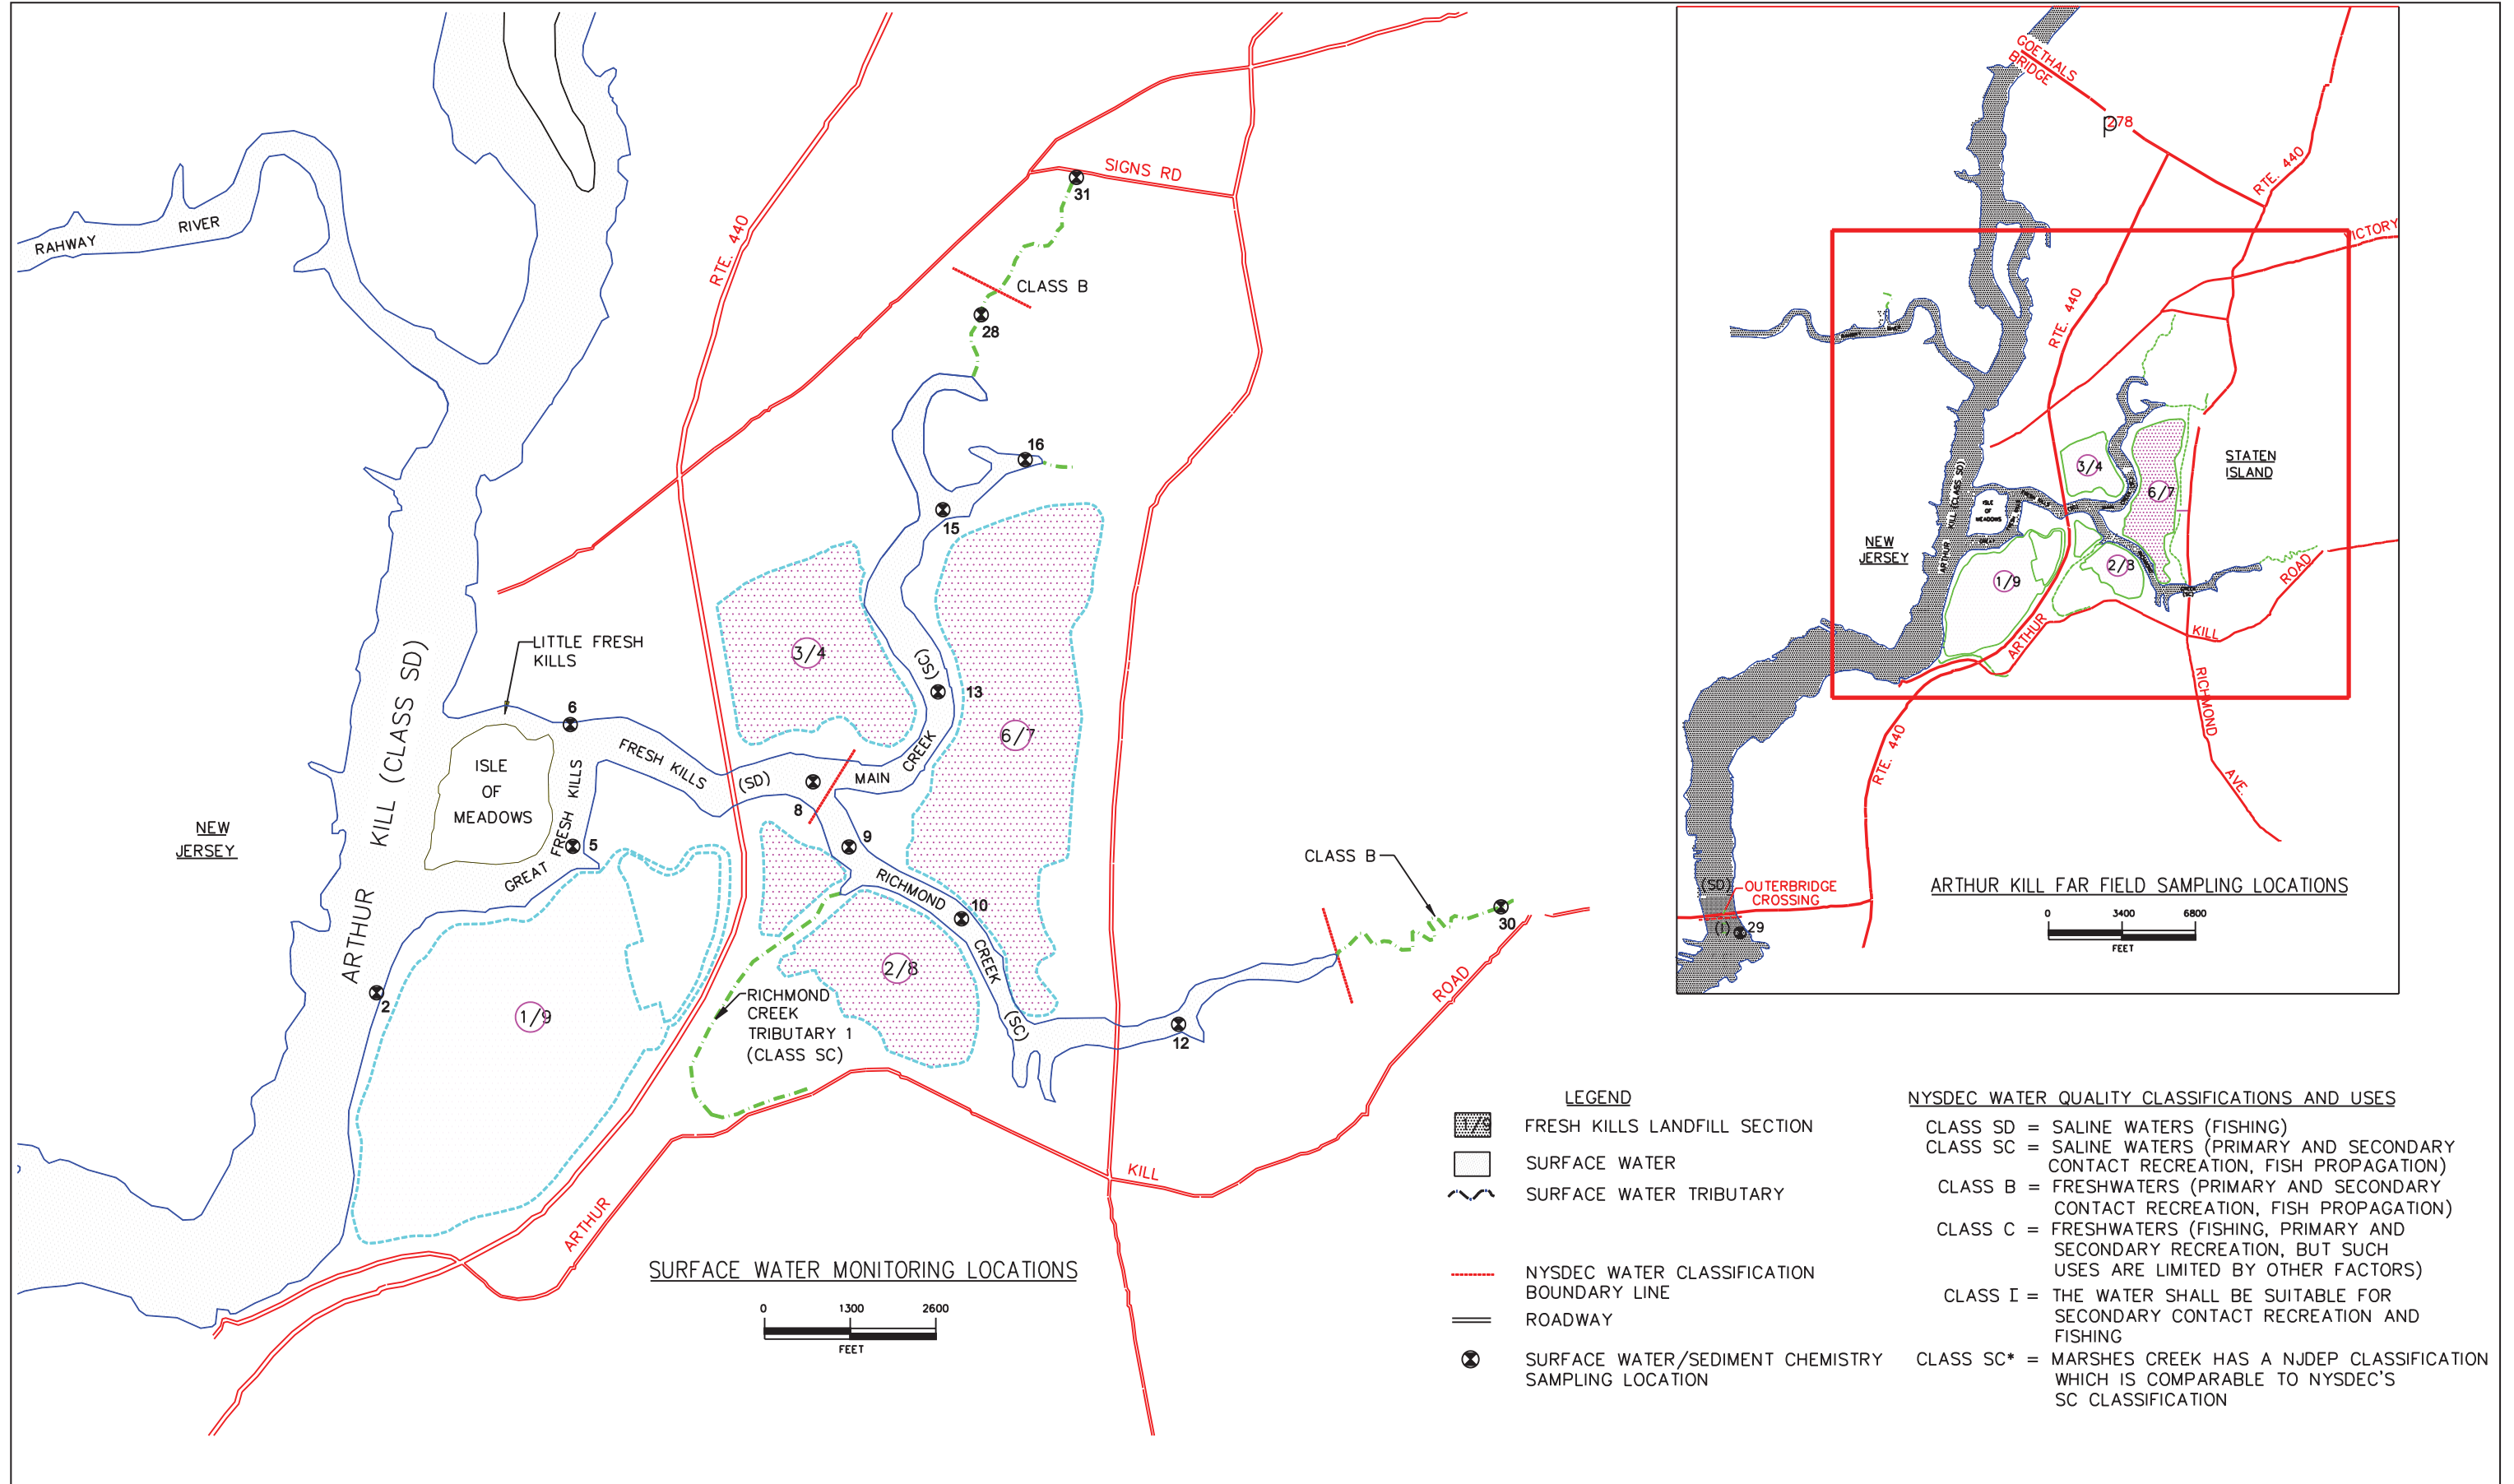 RAHWAY
RIVER
RTE. 440
SIGNS RD
31
CLASS B
28
16
15
3/4
(SC)
13
6/7
LITTLE FRESH
KILLS
6
FRESH KILLS
(SD)
MAIN
CREEK
8
ISLE
OF
MEADOWS
GREAT
FRESH KILLS
5
9
RICHMOND
10
CREEK
(SC)
NEW
JERSEY
ARTHUR
KILL (CLASS SD)
2
1/9
2/8
RICHMOND
CREEK
TRIBUTARY 1
(CLASS SC)
12
CLASS B
30
ROAD
KILL
ARTHUR
SURFACE WATER MONITORING LOCATIONS
0
1300
2600
FEET
GOETHALS
BRIDGE
278
RTE. 440
VICTORY
RTE. 440
3/4
6/7
STATEN
ISLAND
ISLE
OF
MEADOWS
NEW
JERSEY
ARTHUR
KILL (CLASS SD)
1/9
2/8
ROAD
ARTHUR
KILL
RICHMOND
AVE.
RTE. 440
(SD)
OUTERBRIDGE
CROSSING
(I)
29
ARTHUR KILL FAR FIELD SAMPLING LOCATIONS
0
3400
6800
FEET
LEGEND
1/9
FRESH KILLS LANDFILL SECTION
SURFACE WATER
SURFACE WATER TRIBUTARY
NYSDEC WATER CLASSIFICATION
BOUNDARY LINE
ROADWAY
SURFACE WATER/SEDIMENT CHEMISTRY
SAMPLING LOCATION
NYSDEC WATER QUALITY CLASSIFICATIONS AND USES
CLASS SD = SALINE WATERS (FISHING)
CLASS SC = SALINE WATERS (PRIMARY AND SECONDARY
CONTACT RECREATION, FISH PROPAGATION)
CLASS B = FRESHWATERS (PRIMARY AND SECONDARY
CONTACT RECREATION, FISH PROPAGATION)
CLASS C = FRESHWATERS (FISHING, PRIMARY AND
SECONDARY RECREATION, BUT SUCH
USES ARE LIMITED BY OTHER FACTORS)
CLASS I = THE WATER SHALL BE SUITABLE FOR
SECONDARY CONTACT RECREATION AND
FISHING
CLASS SC* = MARSHES CREEK HAS A NJDEP CLASSIFICATION
WHICH IS COMPARABLE TO NYSDEC'S
SC CLASSIFICATION